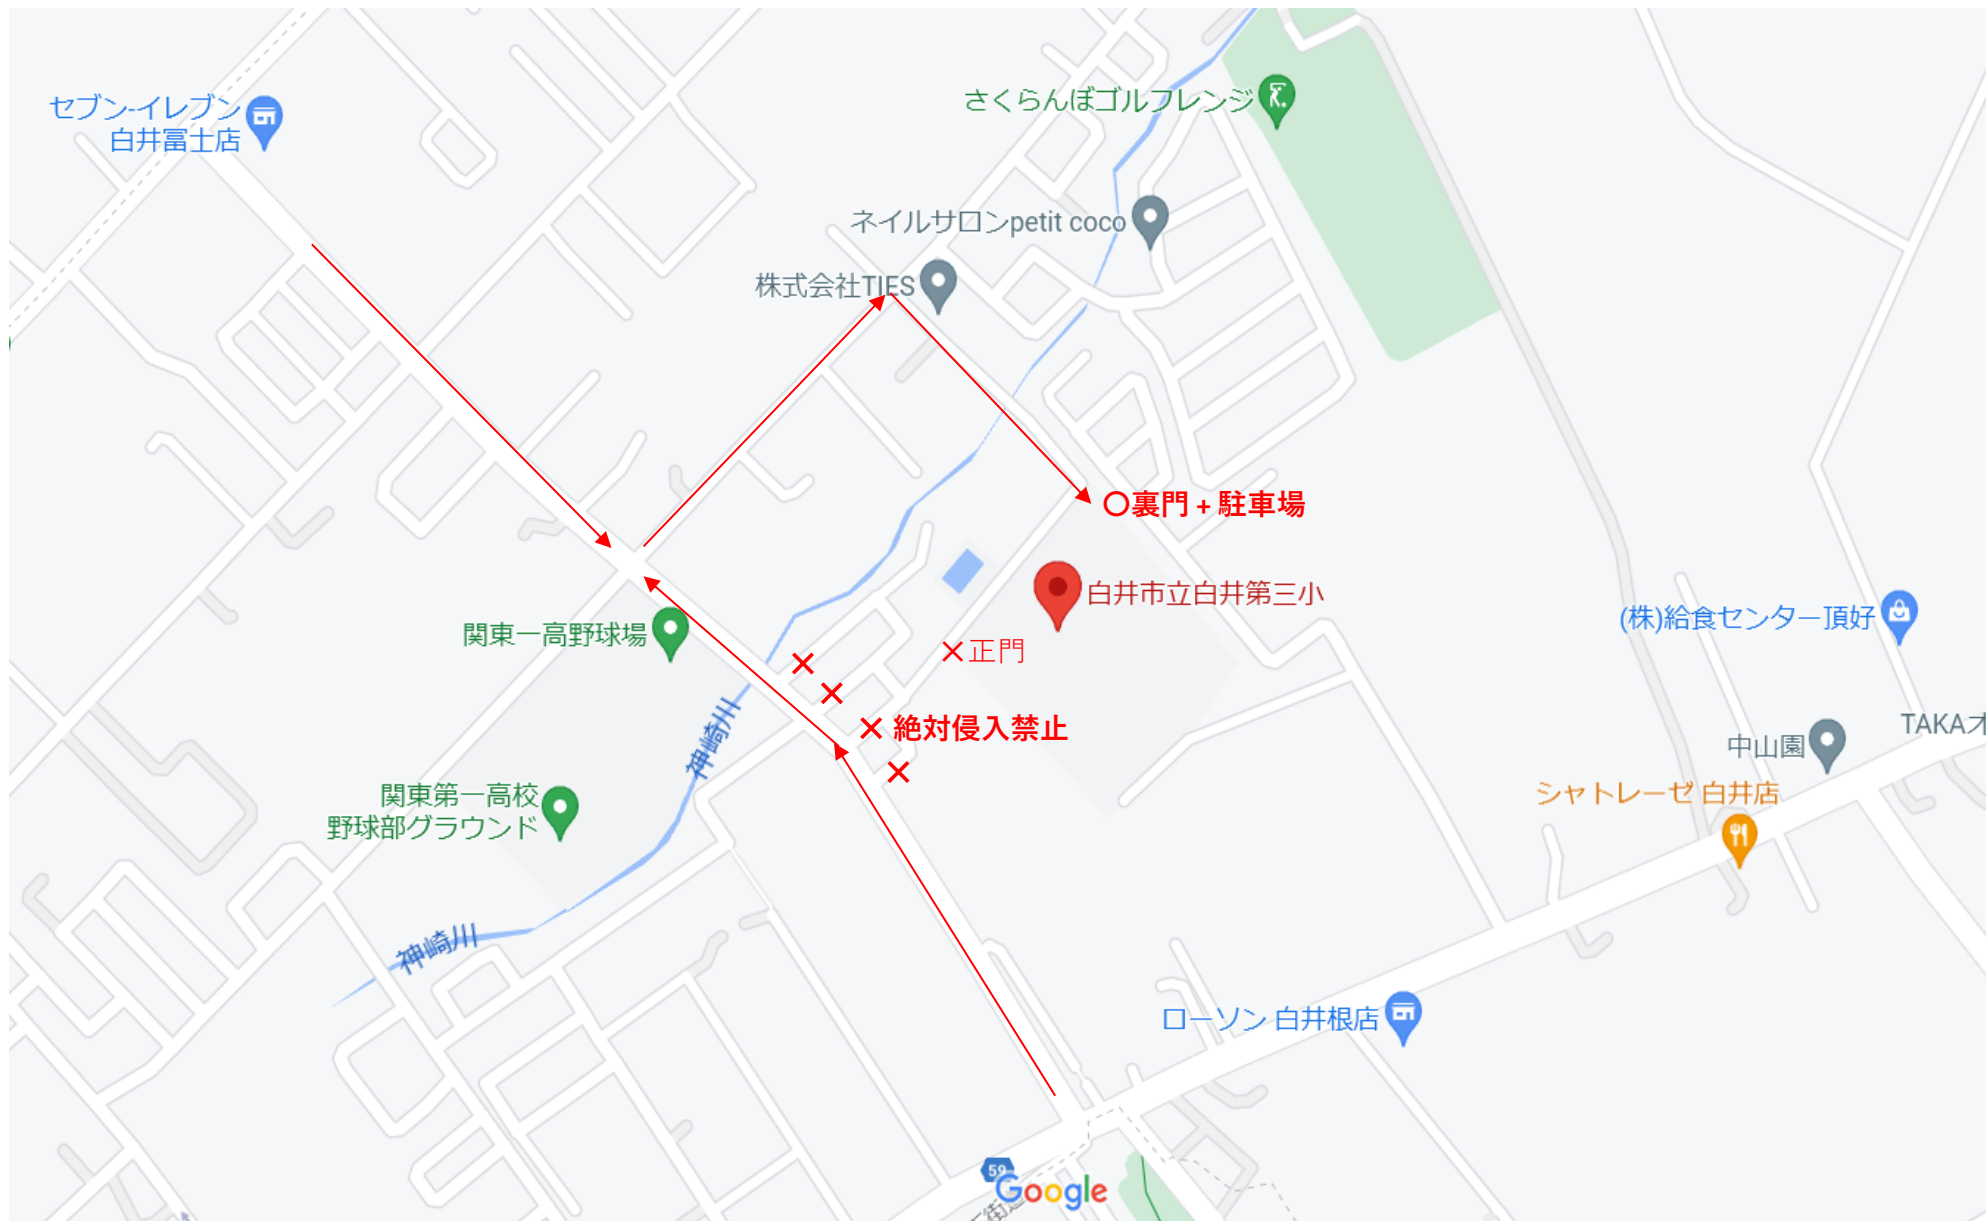 セブン-イレブン
白井冨士店
さくらんぼゴルフレンジ
ネイルサロンpetit coco
株式会社TIES
〇裏門 + 駐車場
白井市立白井第三小
(株)給食センター頂好
関東一高野球場
×正門
×
×
× 絶対侵入禁止
×
神崎川
TAKAオ
中山園
シャトレーゼ 白井店
関東第一高校
野球部グラウンド
神崎川
ローソン 白井根店
59
Google